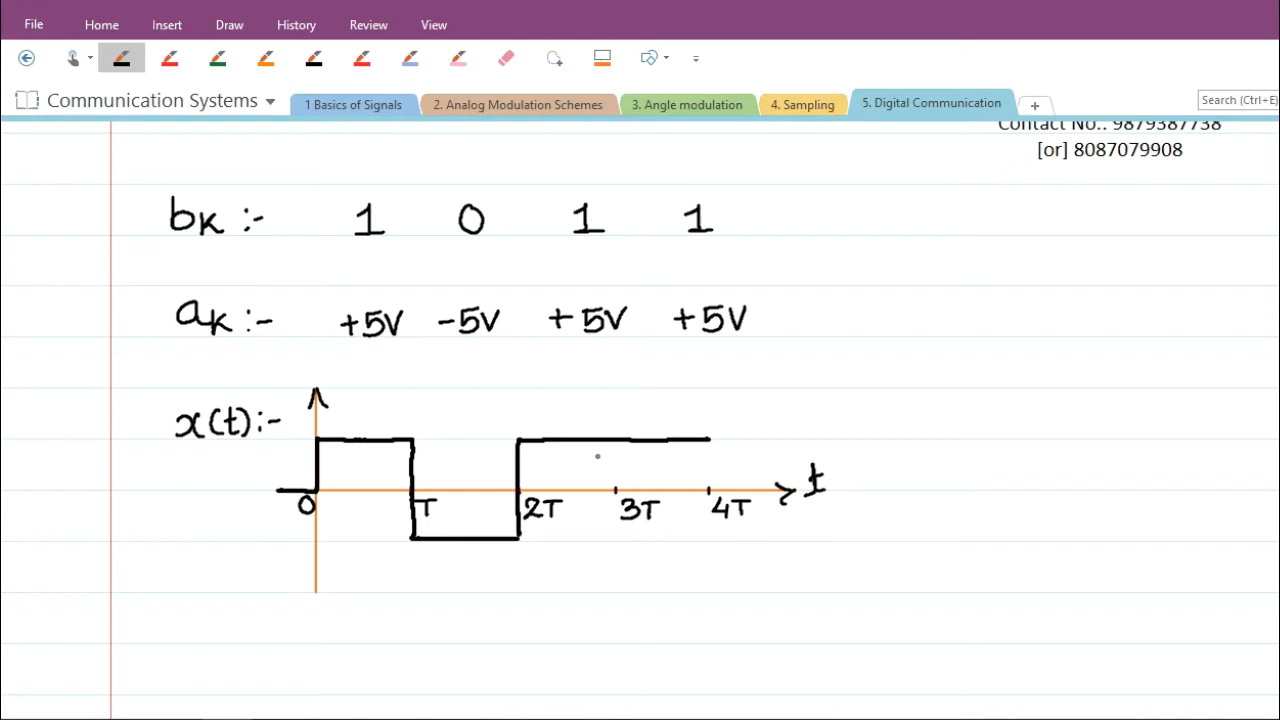 File Home Insert Draw History Review View
Communication Systems 1 Basics of Signals 2. Analog Modulation Schemes 3. Angle modulation 4. Sampling 5. Digital Communication + Search (Ctrl+E)
Contact No.: 9879387738
[or] 8087079908
bK :- 1 0 1 1
aK :- +5V -5V +5V +5V
x(t):-
t
0 T 2T 3T 4T